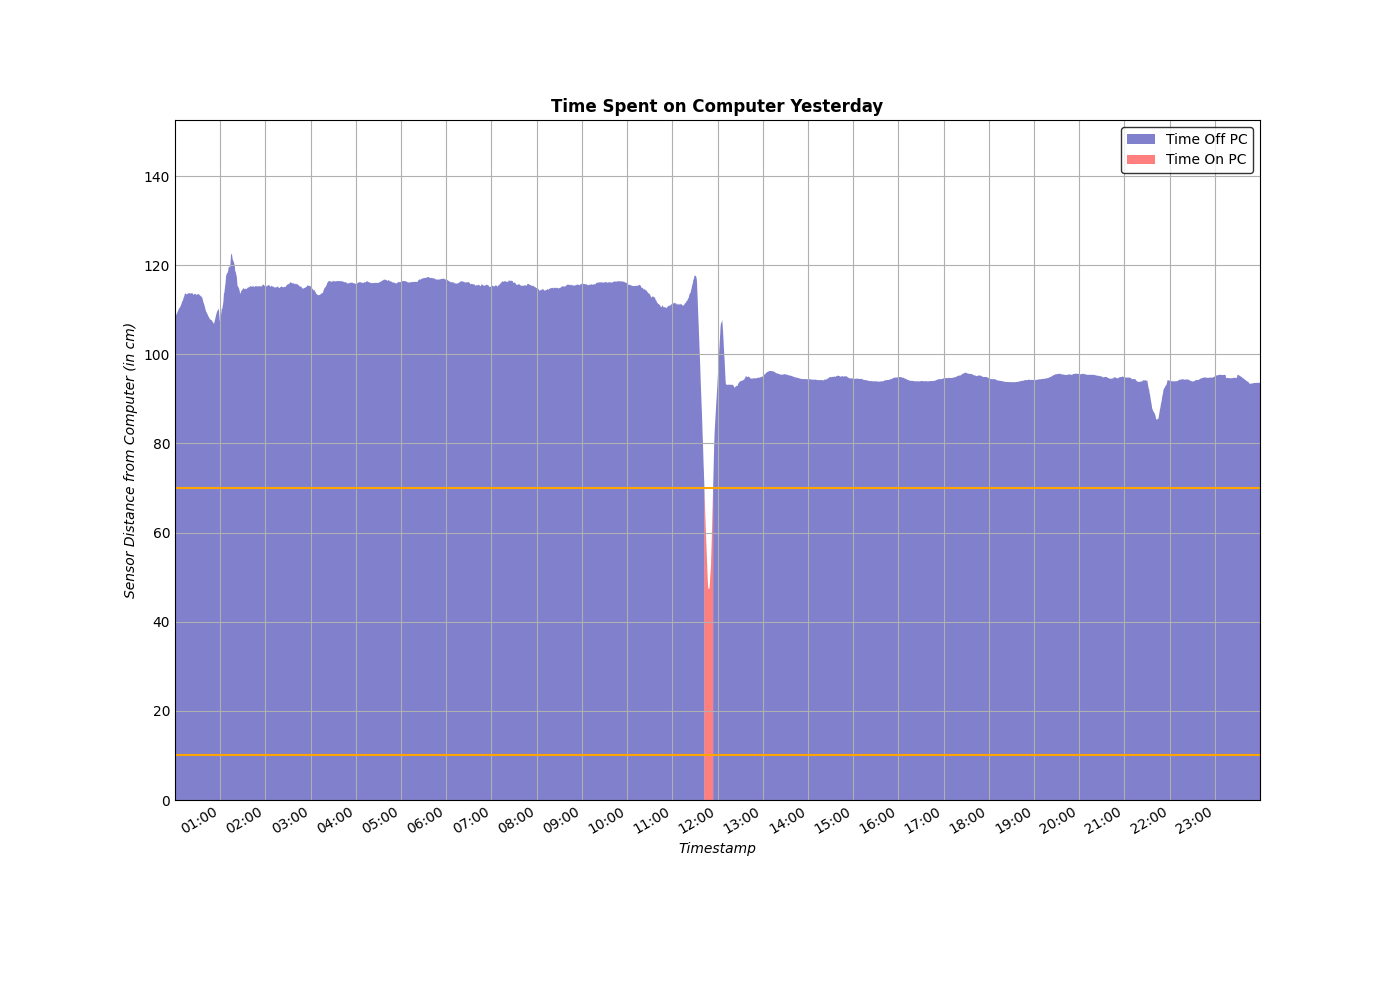 Time Spent on Computer Yesterday
Time Off PC
Time On PC
Sensor Distance from Computer (in cm)
140
120
100
80
60
40
20
0
01:00 02:00 03:00 04:00 05:00 06:00 07:00 08:00 09:00 10:00 11:00 12:00 13:00 14:00 15:00 16:00 17:00 18:00 19:00 20:00 21:00 22:00 23:00
Timestamp